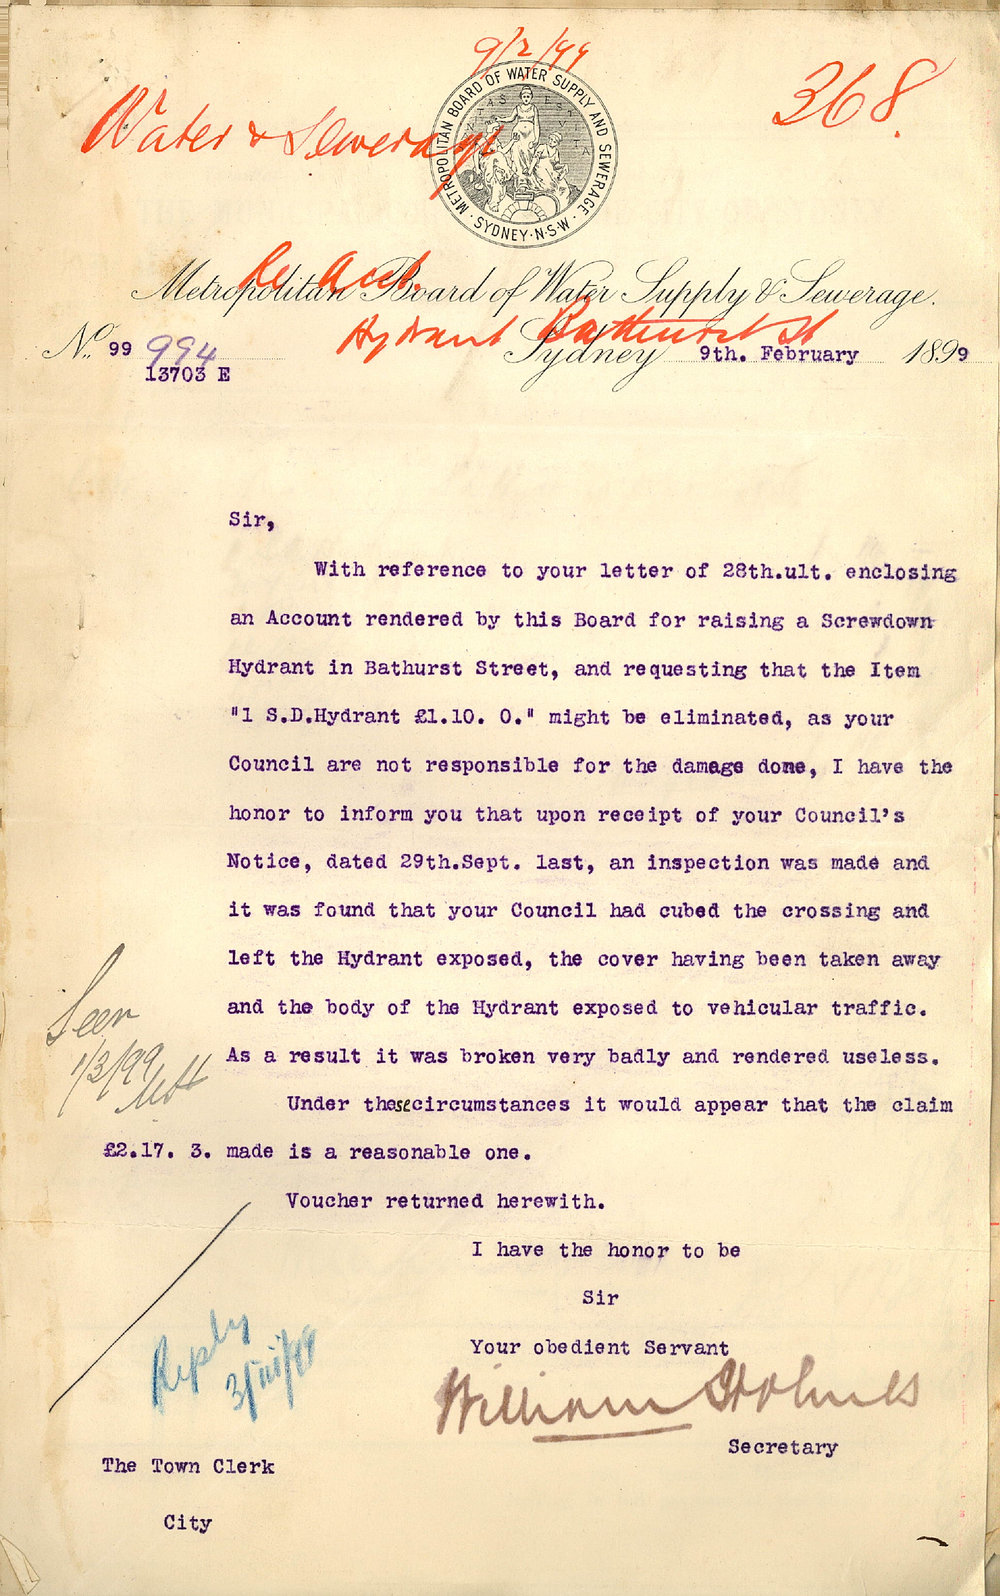 9/2/99
368.
Water & Sewerage
METROPOLITAN BOARD OF WATER SUPPLY AND SEWERAGE
· SYDNEY · N·S·W ·
Re Acct.
Metropolitan Board of Water Supply & Sewerage.
Hydrant Bathurst St
No. 99 994 Sydney 9th. February 1899
13703 E
Sir,
With reference to your letter of 28th.ult. enclosing
an Account rendered by this Board for raising a Screwdown
Hydrant in Bathurst Street, and requesting that the Item
"1 S.D.Hydrant £1.10. 0." might be eliminated, as your
Council are not responsible for the damage done, I have the
honor to inform you that upon receipt of your Council's
Notice, dated 29th.Sept. last, an inspection was made and
it was found that your Council had cubed the crossing and
left the Hydrant exposed, the cover having been taken away
and the body of the Hydrant exposed to vehicular traffic.
As a result it was broken very badly and rendered useless.
Seen
1/3/99
Under these circumstances it would appear that the claim
£2.17. 3. made is a reasonable one.
Voucher returned herewith.
I have the honor to be
Sir
Your obedient Servant
William Holmes
Secretary
Reply
3/iii/99
The Town Clerk
City